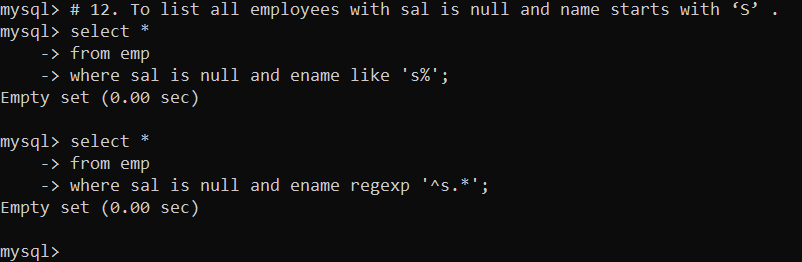 mysql> # 12. To list all employees with sal is null and name starts with ‘S’ .
mysql> select *
    -> from emp
    -> where sal is null and ename like 's%';
Empty set (0.00 sec)

mysql> select *
    -> from emp
    -> where sal is null and ename regexp '^s.*';
Empty set (0.00 sec)

mysql>